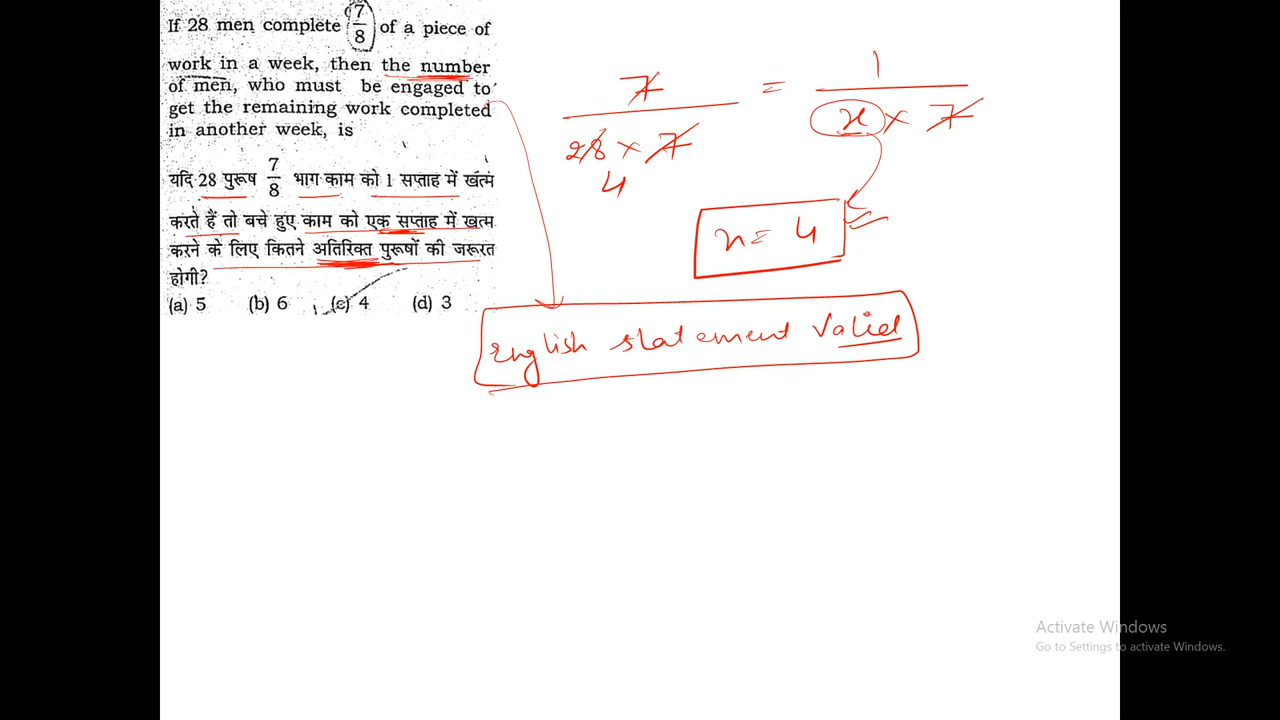 If 28 men complete 7/8 of a piece of
work in a week, then the number
of men, who must be engaged to
get the remaining work completed
in another week, is
यदि 28 पुरूष 7/8 भाग काम को 1 सप्ताह में खत्म
करते हैं तो बचे हुए काम को एक सप्ताह में खत्म
करने के लिए कितने अतिरिक्त पुरूषों की जरूरत
होगी?
(a) 5 (b) 6 (c) 4 (d) 3
7 / 28 × 7 = 1 / x × 7
4
x = 4
English statement valid
Activate Windows
Go to Settings to activate Windows.